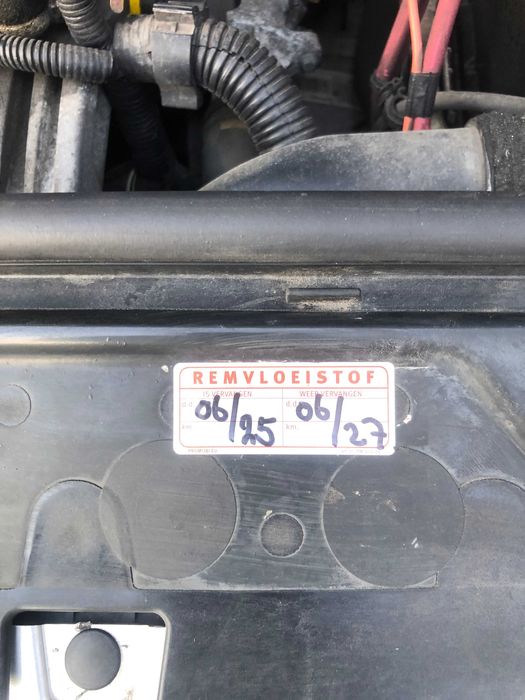 REMVLOEISTOF
IS VERVANGEN WEER VERVANGEN
d.d. 06/25 d.d. 06/27
km. km.